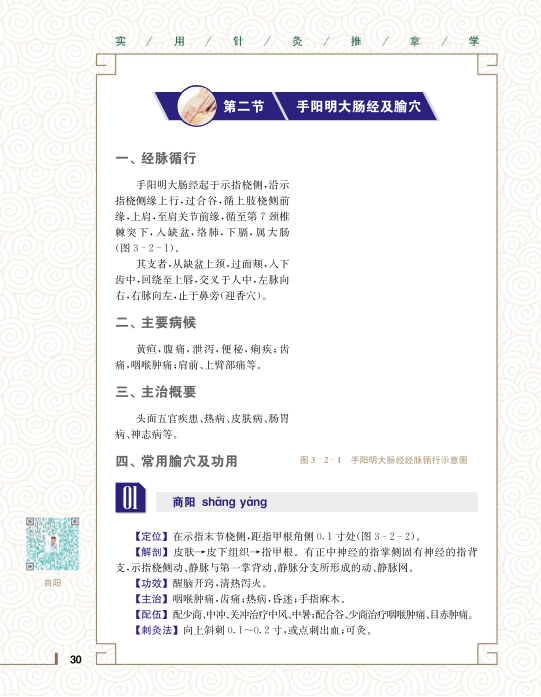 实 / 用 / 针 / 灸 / 推 / 拿 / 学
第二节 手阳明大肠经及腧穴
一、经脉循行
手阳明大肠经起于示指桡侧,沿示
指桡侧缘上行,过合谷,循上肢桡侧前
缘,上肩,至肩关节前缘,循至第7颈椎
棘突下,入缺盆,络肺,下膈,属大肠
(图3-2-1)。
其支者,从缺盆上颈,过面颊,入下
齿中,回绕至上唇,交叉于人中,左脉向
右,右脉向左,止于鼻旁(迎香穴)。
二、主要病候
黄疸,腹痛,泄泻,便秘,痢疾;齿
痛,咽喉肿痛;肩前、上臂部痛等。
三、主治概要
头面五官疾患、热病、皮肤病、肠胃
病、神志病等。
四、常用腧穴及功用
图3-2-1 手阳明大肠经经脉循行示意图
01 商阳 shāng yáng
【定位】在示指末节桡侧,距指甲根角侧0.1寸处(图3-2-2)。
【解剖】皮肤→皮下组织→指甲根。有正中神经的指掌侧固有神经的指背
支,示指桡侧动、静脉与第一掌背动、静脉分支所形成的动、静脉网。
【功效】醒脑开窍,清热泻火。
【主治】咽喉肿痛,齿痛;热病,昏迷;手指麻木。
【配伍】配少商、中冲、关冲治疗中风、中暑;配合谷、少商治疗咽喉肿痛、目赤肿痛。
【刺灸法】向上斜刺0.1~0.2寸,或点刺出血;可灸。
商阳
30